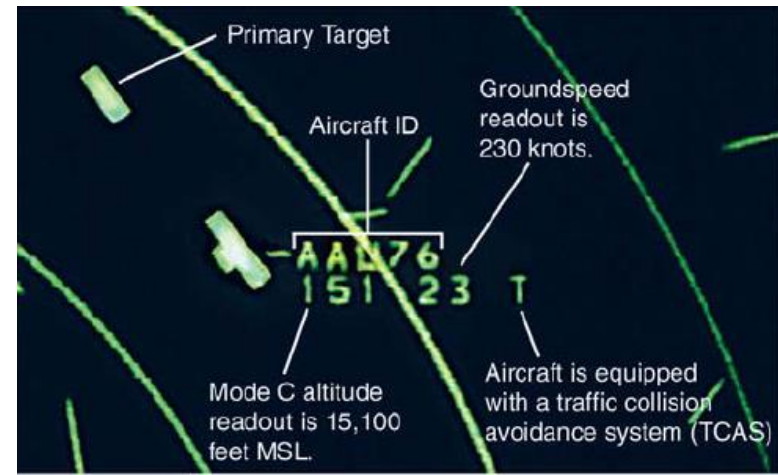 Primary Target
Groundspeed
readout is
230 knots.
Aircraft ID
AAL76
151 23 T
Mode C altitude
readout is 15,100
feet MSL.
Aircraft is equipped
with a traffic collision
avoidance system (TCAS)